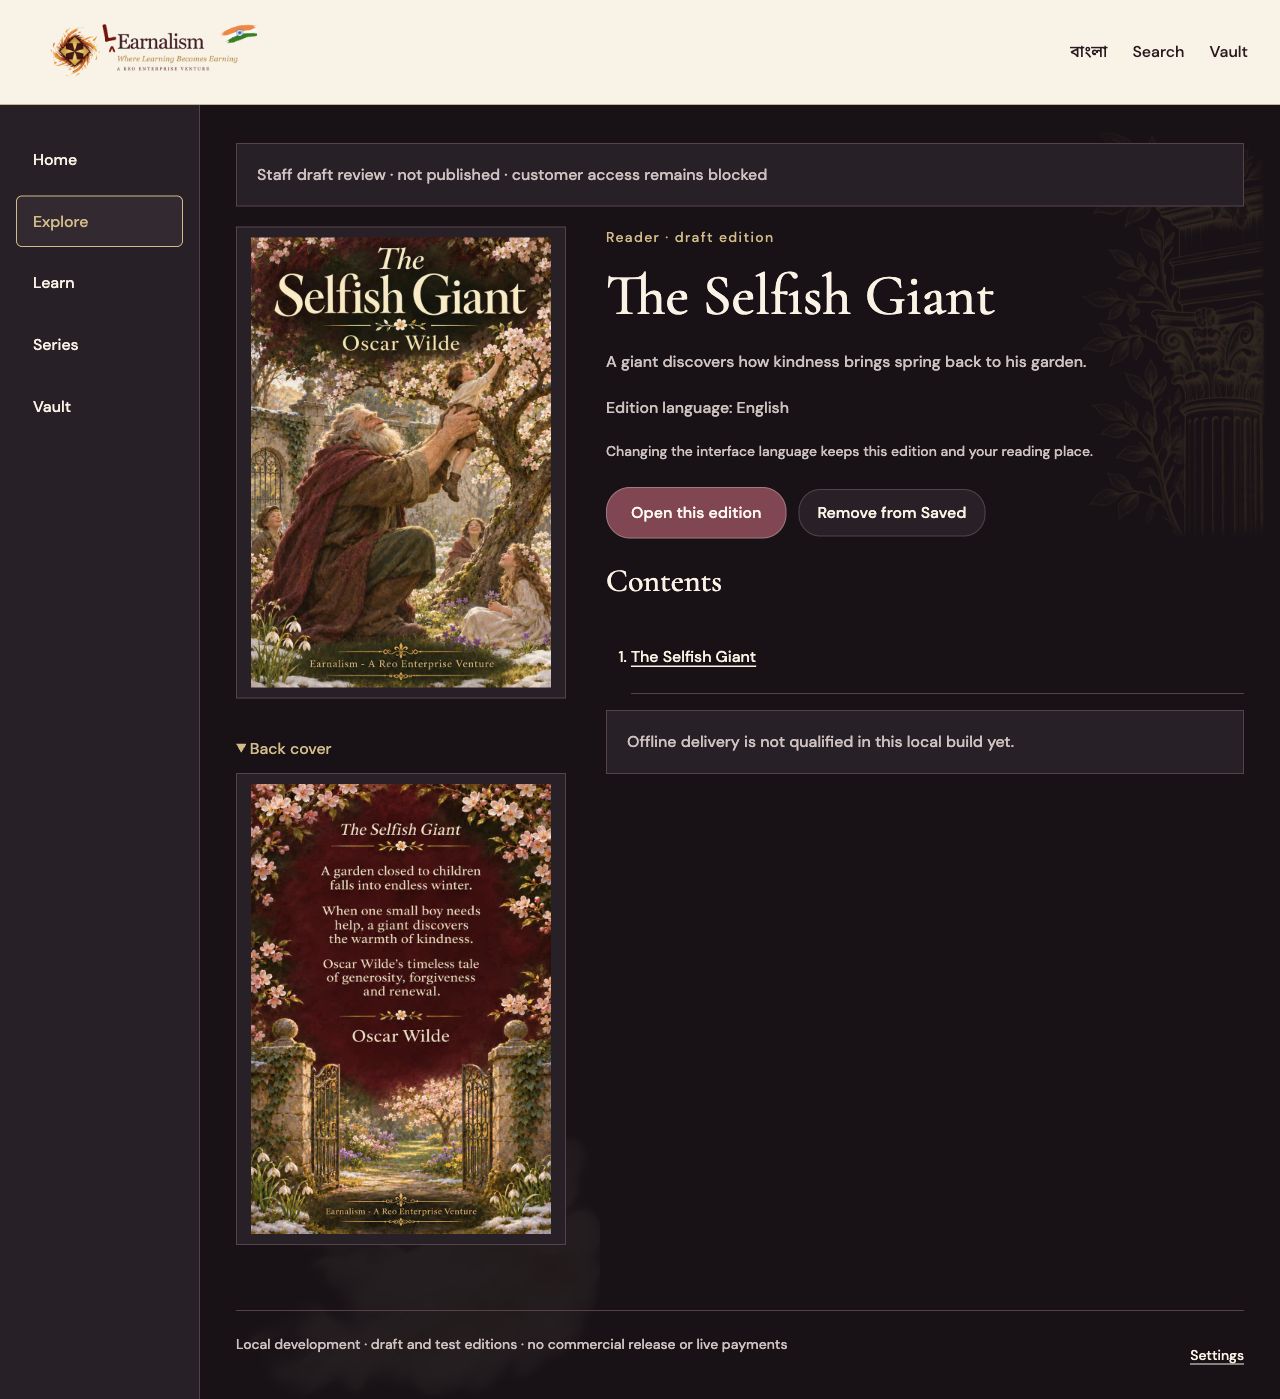 LEarnalism
Where Learning Becomes Earning
A REO ENTERPRISE VENTURE
বাংলা
Search
Vault
Home
Explore
Learn
Series
Vault
Staff draft review · not published · customer access remains blocked
The
Selfish Giant
Oscar Wilde
Earnalism - A Reo Enterprise Venture
Reader · draft edition
The Selfish Giant
A giant discovers how kindness brings spring back to his garden.
Edition language: English
Changing the interface language keeps this edition and your reading place.
Open this edition
Remove from Saved
Contents
1. The Selfish Giant
Offline delivery is not qualified in this local build yet.
▼ Back cover
The Selfish Giant
A garden closed to children
falls into endless winter.
When one small boy needs
help, a giant discovers
the warmth of kindness.
Oscar Wilde's timeless tale
of generosity, forgiveness
and renewal.
Oscar Wilde
Earnalism - A Reo Enterprise Venture
Local development · draft and test editions · no commercial release or live payments
Settings